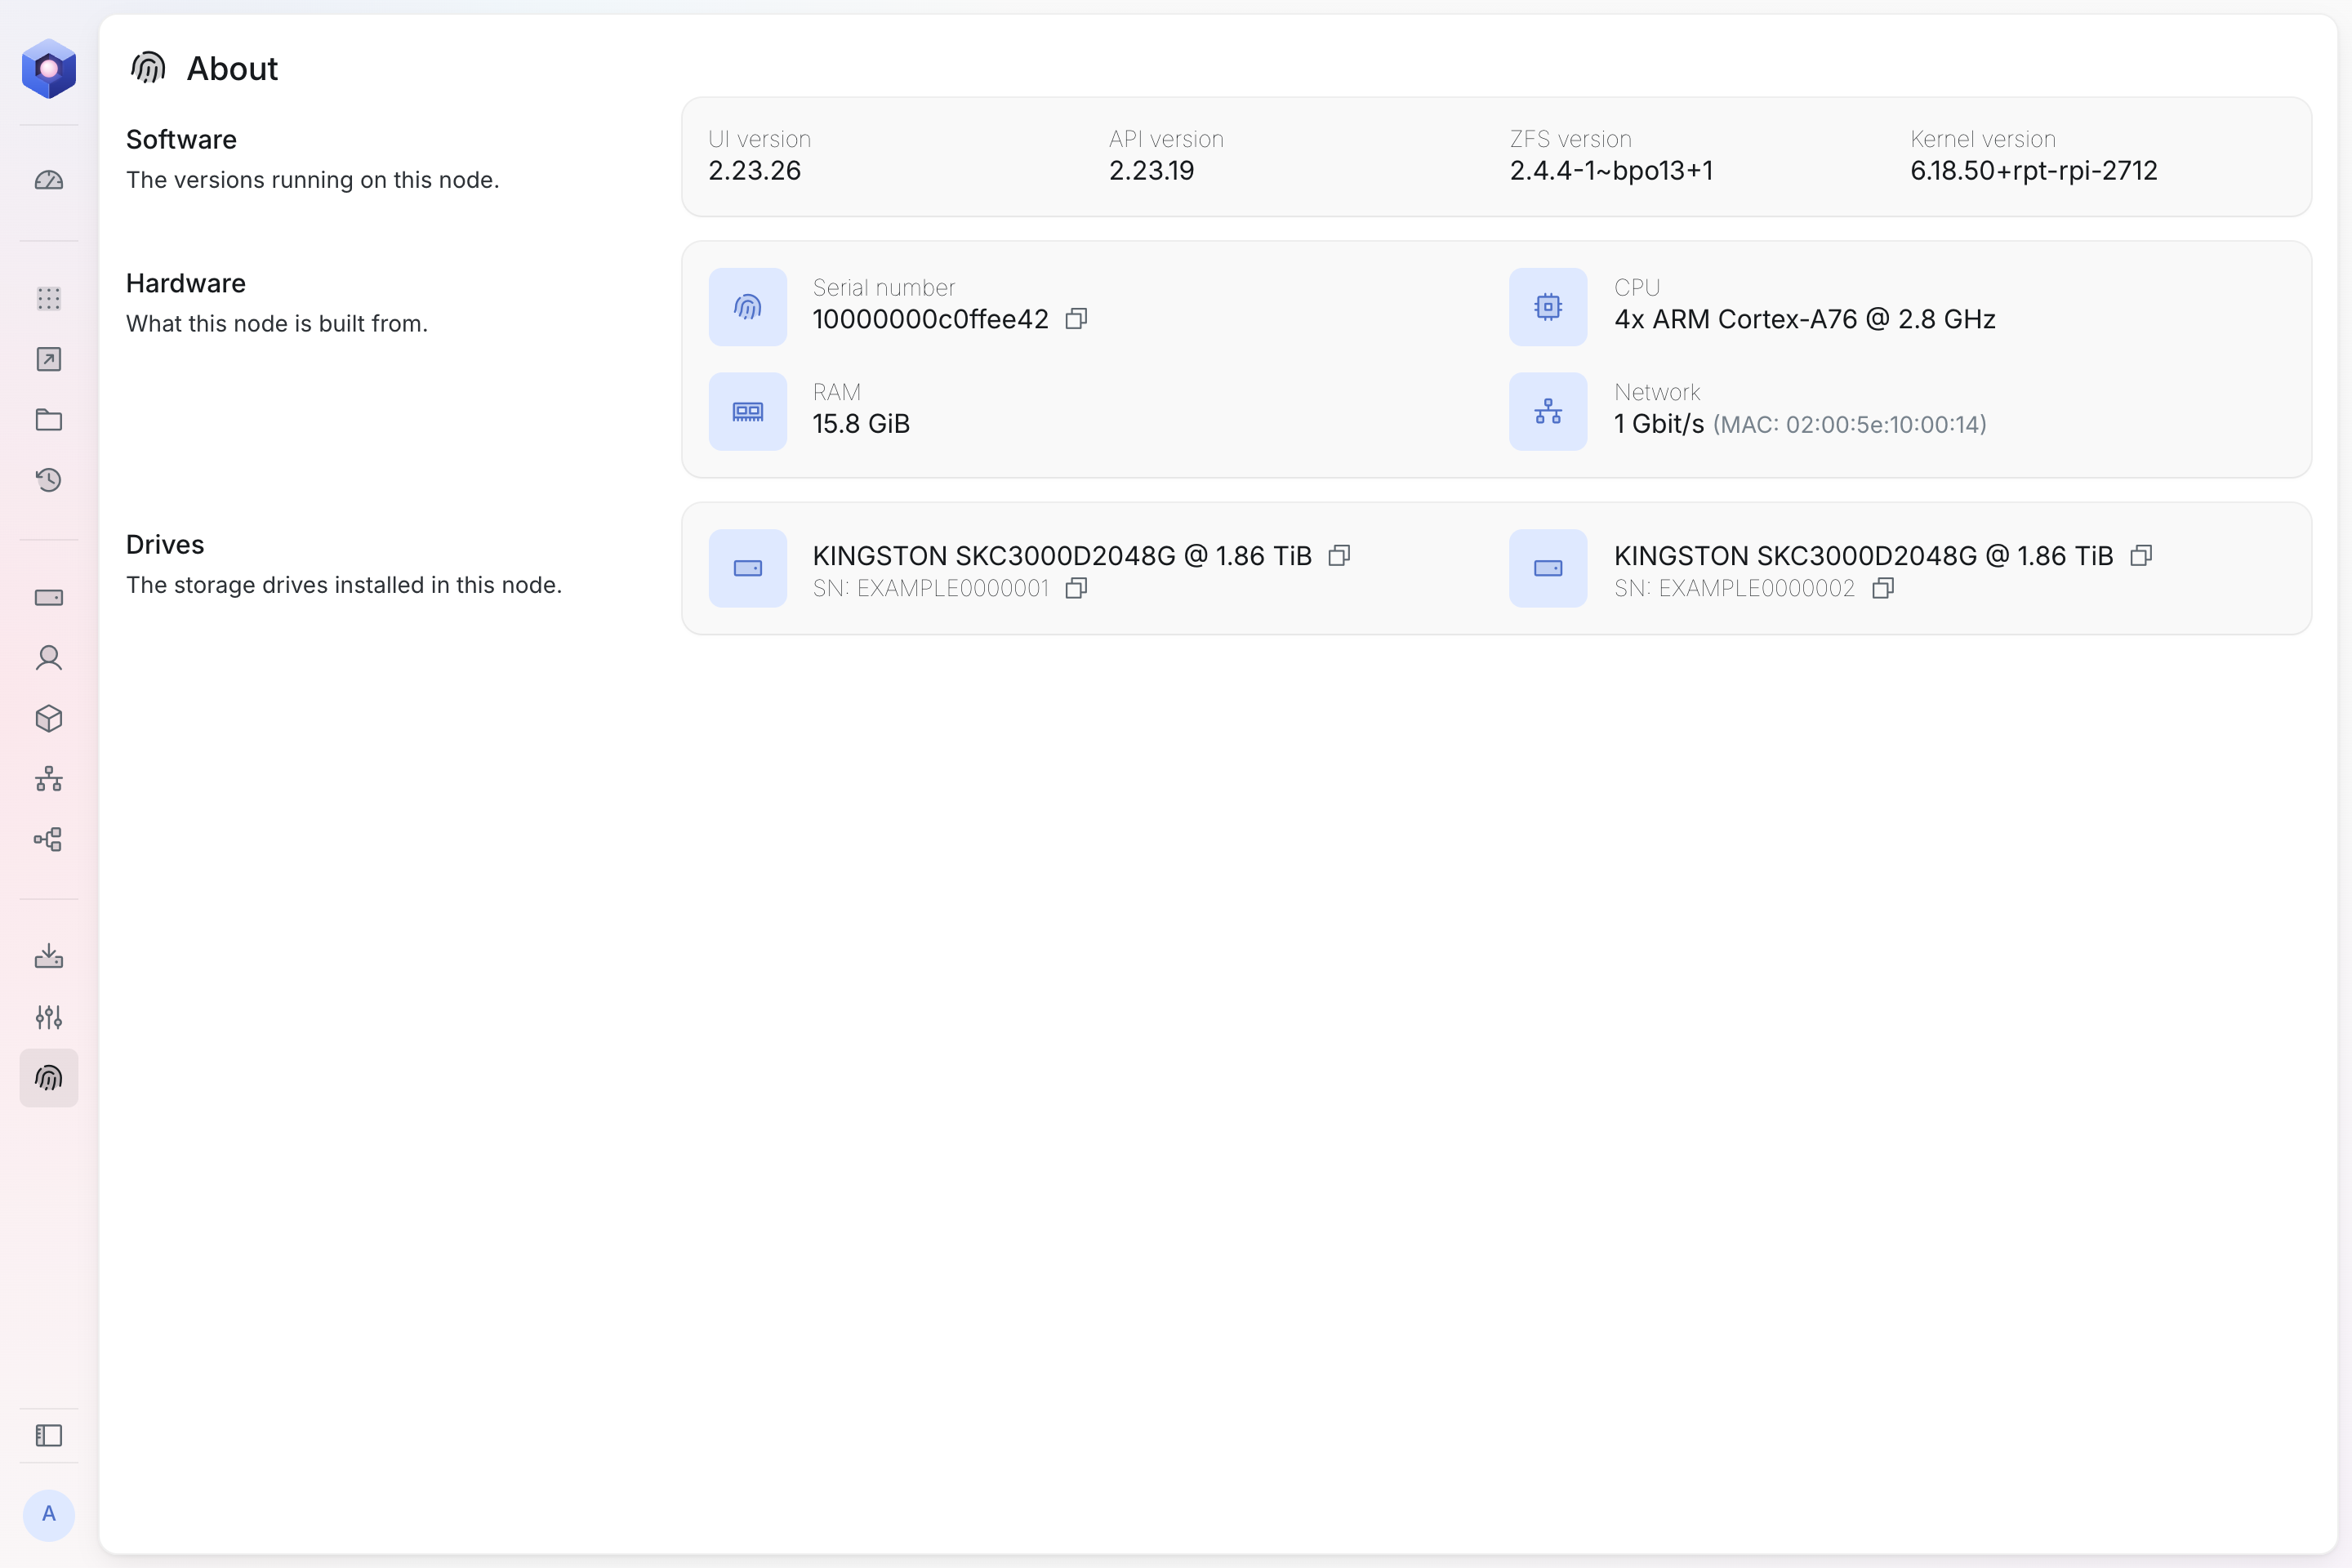 About
Software
The versions running on this node.
UI version
2.23.26
API version
2.23.19
ZFS version
2.4.4-1~bpo13+1
Kernel version
6.18.50+rpt-rpi-2712
Hardware
What this node is built from.
Serial number
10000000c0ffee42
CPU
4x ARM Cortex-A76 @ 2.8 GHz
RAM
15.8 GiB
Network
1 Gbit/s (MAC: 02:00:5e:10:00:14)
Drives
The storage drives installed in this node.
KINGSTON SKC3000D2048G @ 1.86 TiB
SN: EXAMPLE0000001
KINGSTON SKC3000D2048G @ 1.86 TiB
SN: EXAMPLE0000002
A